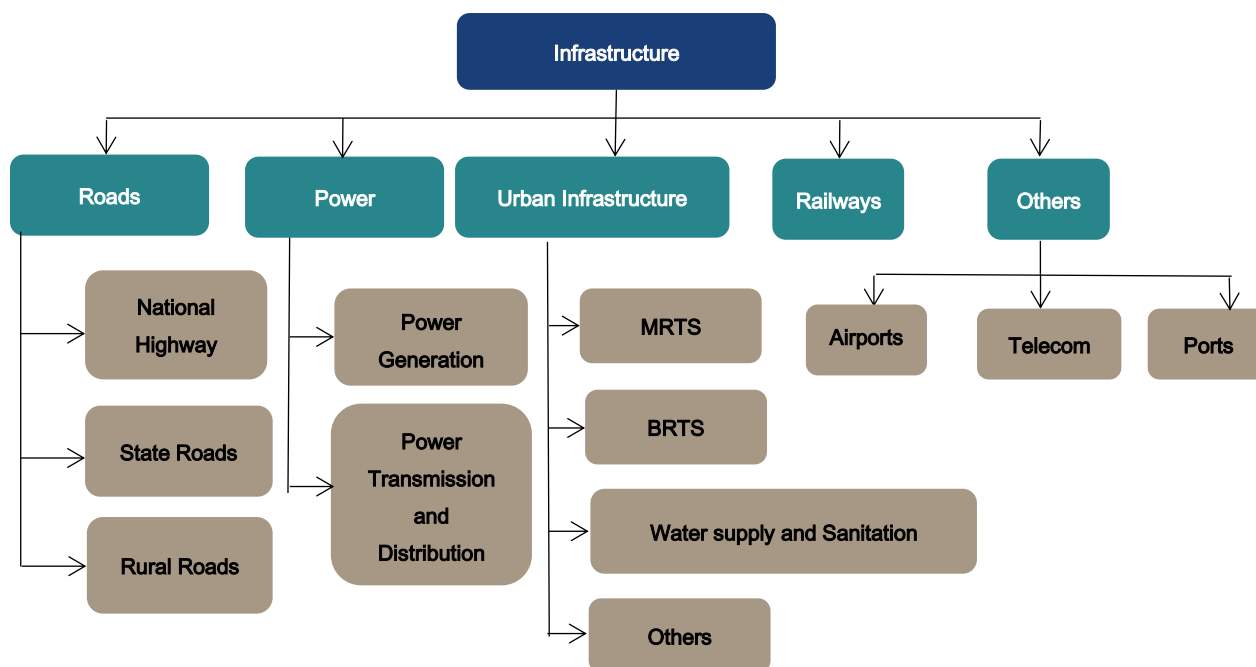 Infrastructure
Roads
Power
Urban Infrastructure
Railways
Others
National
Highway
State Roads
Rural Roads
Power
Generation
Power
Transmission
and
Distribution
MRTS
BRTS
Water supply and Sanitation
Others
Airports
Telecom
Ports